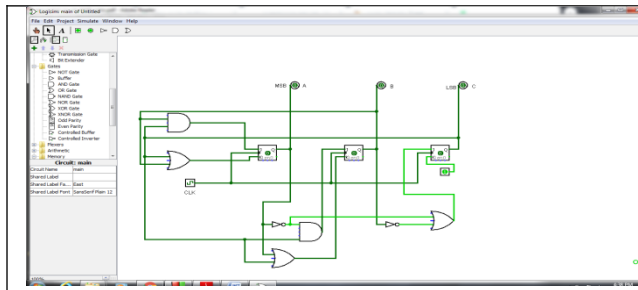 Logisim: main of Untitled
File Edit Project Simulate Window Help
A
Transmission Gate
Bit Extender
Gates
NOT Gate
Buffer
AND Gate
OR Gate
NAND Gate
NOR Gate
XOR Gate
XNOR Gate
Odd Parity
Even Parity
Controlled Buffer
Controlled Inverter
Plexers
Arithmetic
Memory
Circuit: main
Circuit Name main
Shared Label
Shared Label Fa... East
Shared Label Font SansSerif Plain 12
100%
MSB A
B
LSB C
CLK